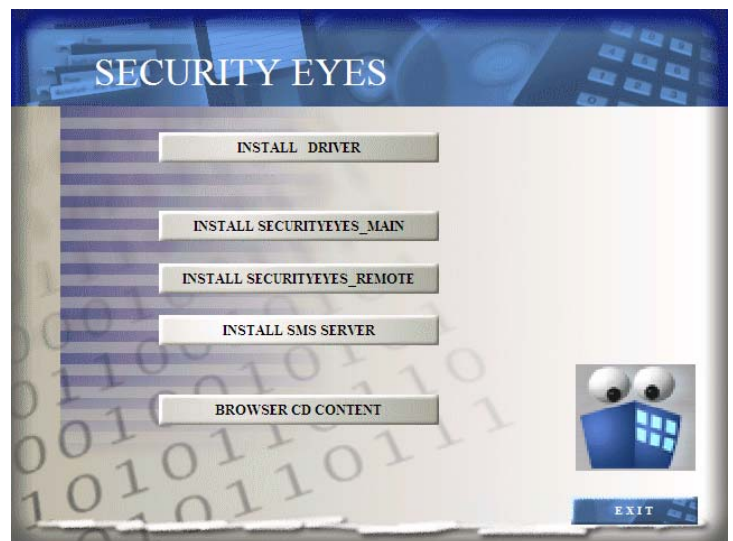 SECURITY EYES
INSTALL DRIVER
INSTALL SECURITYEYES_MAIN
INSTALL SECURITYEYES_REMOTE
INSTALL SMS SERVER
BROWSER CD CONTENT
EXIT